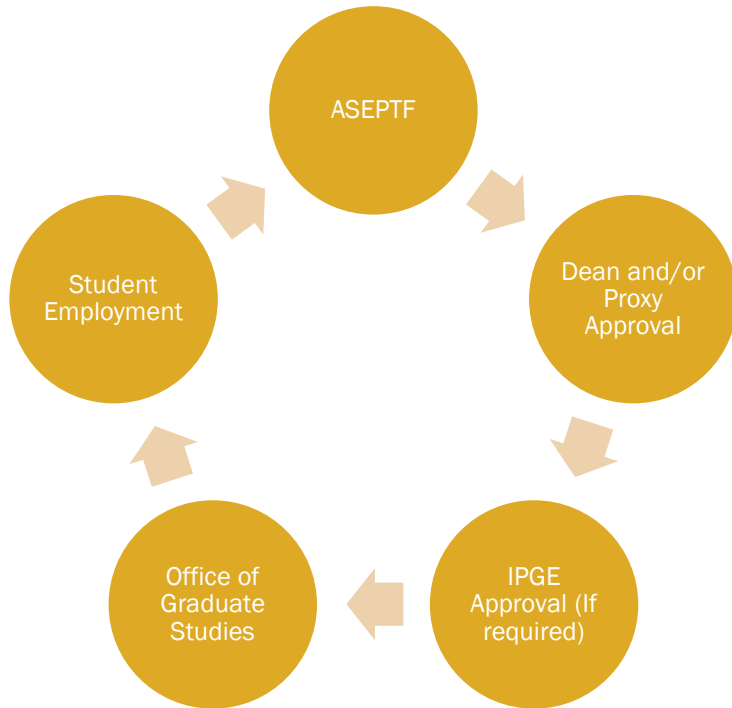 ASEPTF
Dean and/or
Proxy
Approval
IPGE
Approval (If
required)
Office of
Graduate
Studies
Student
Employment